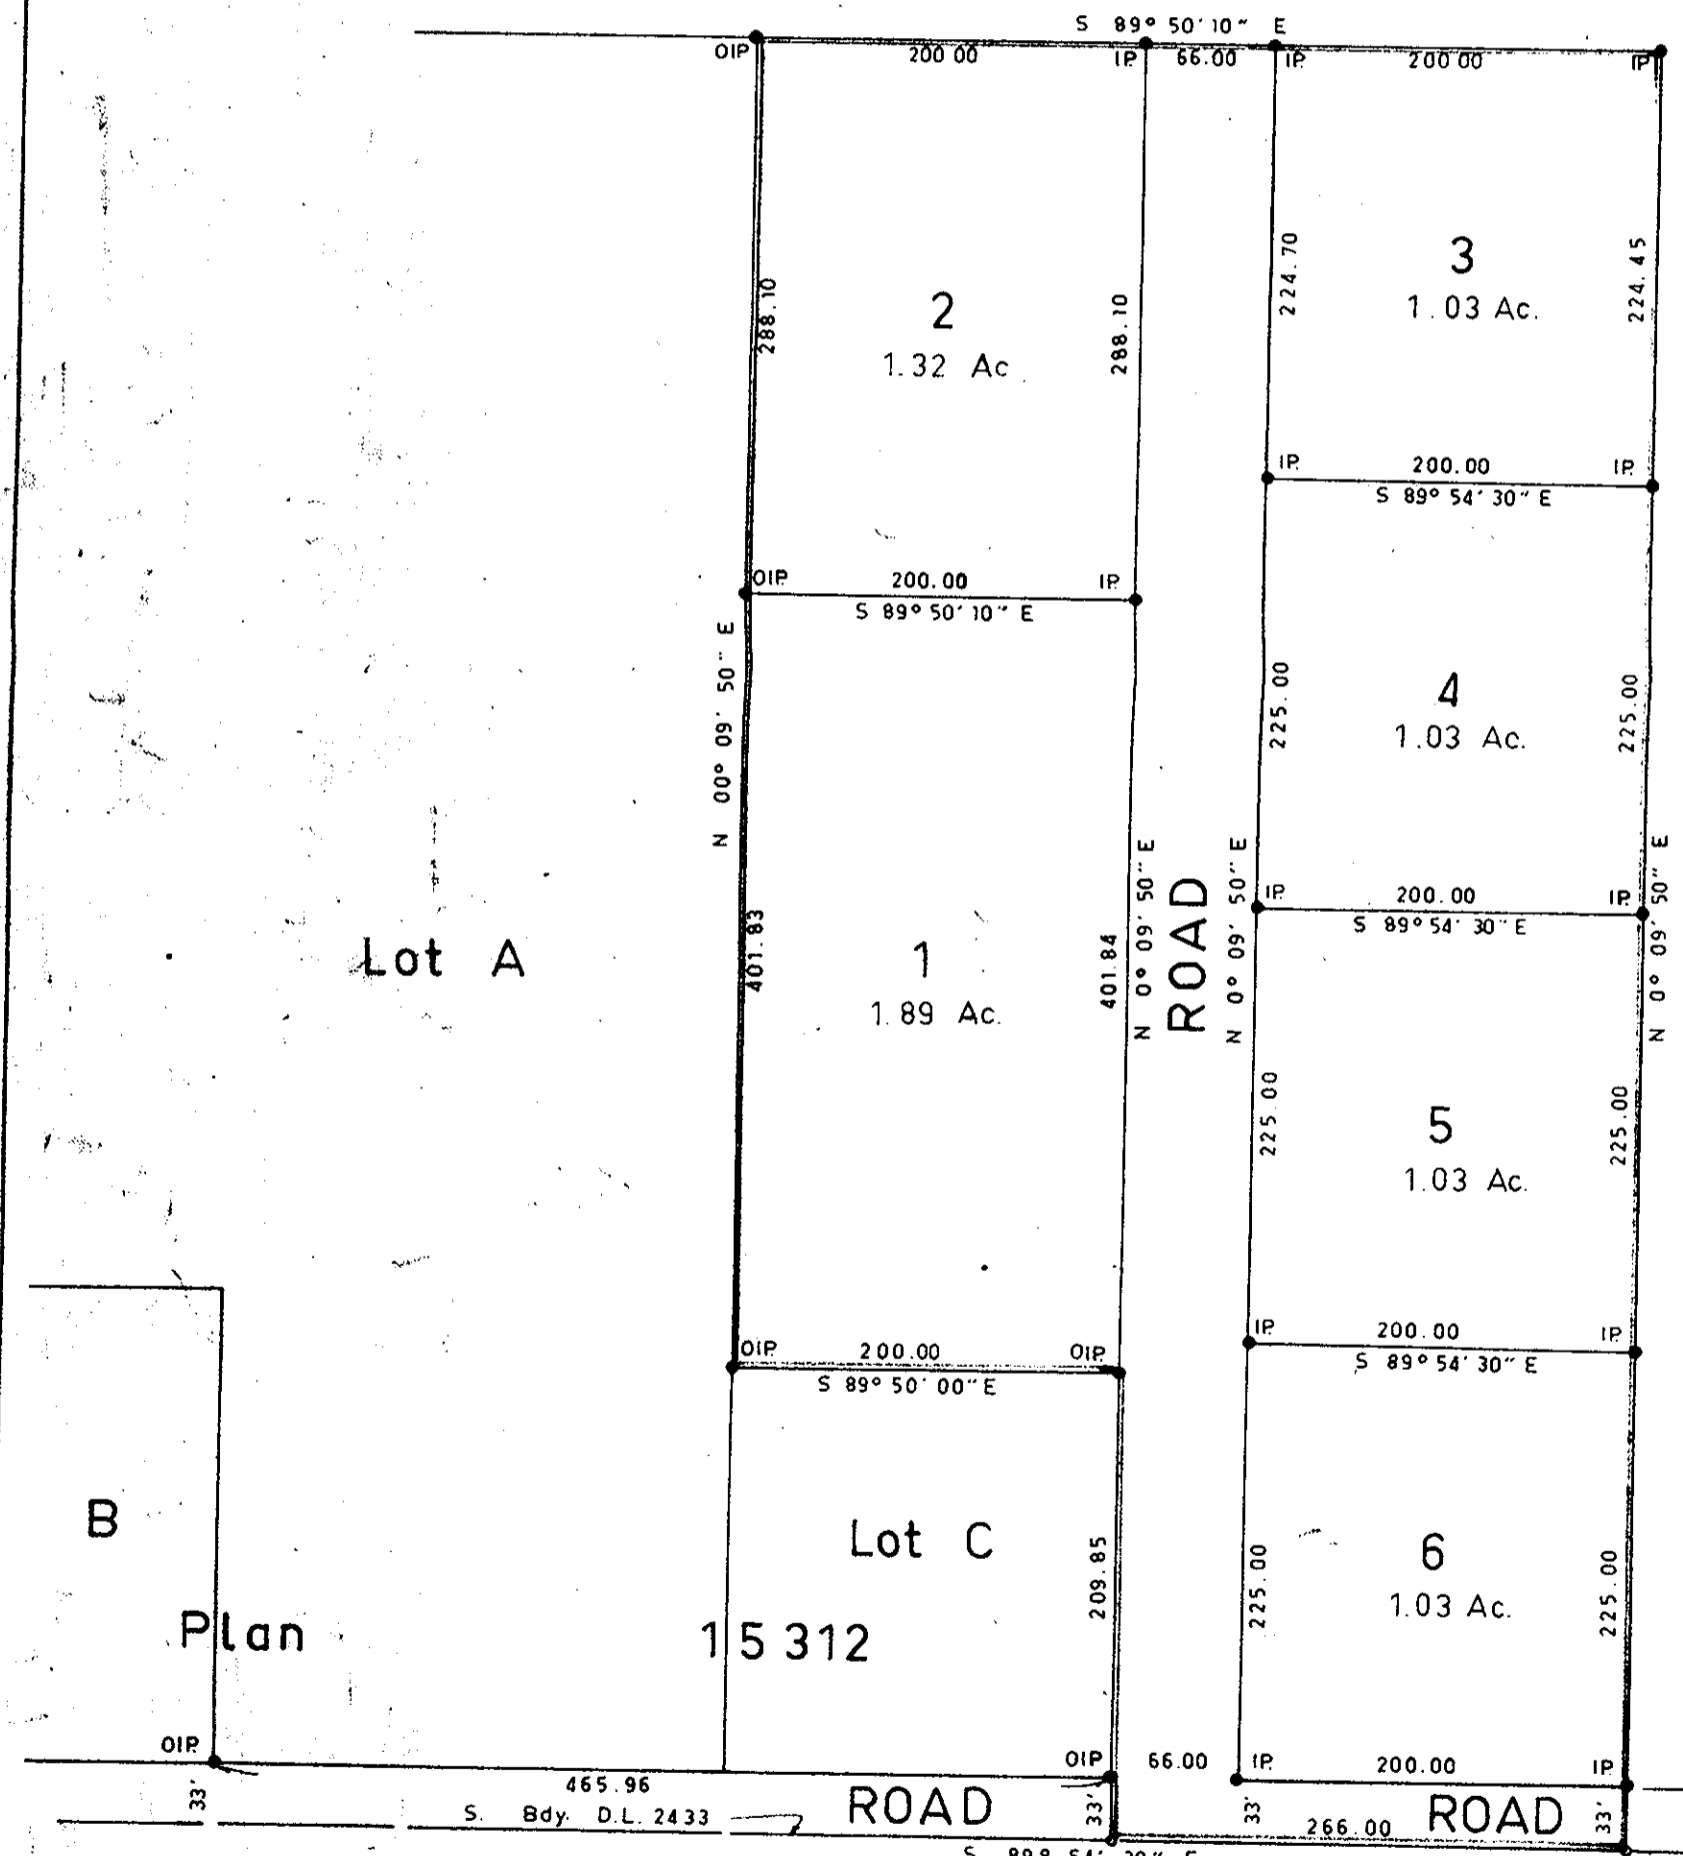 S 89° 50' 10" E
OIP. 200.00 IP. 66.00 IP. 200.00 IP.
288.10
2
1.32 Ac.
288.10
224.70
3
1.03 Ac.
224.45
IP. 200.00 IP.
S 89° 54' 30" E
OIP. 200.00 IP.
S 89° 50' 10" E
N 00° 09' 50" E
225.00
4
1.03 Ac.
225.00
IP. 200.00 IP.
S 89° 54' 30" E
Lot A
401.83
1
1.89 Ac.
401.84
N 0° 09' 50" E
ROAD
N 0° 09' 50" E
N 0° 09' 50" E
225.00
5
1.03 Ac.
225.00
IP. 200.00 IP.
S 89° 54' 30" E
OIP. 200.00 OIP.
S 89° 50' 00" E
B
Lot C
209.85
Plan 15312
225.00
6
1.03 Ac.
225.00
OIP. OIP. 66.00 IP. 200.00 IP.
33' 465.96 ROAD 33' 33' ROAD 33'
S. Bdy. D.L. 2433
266.00